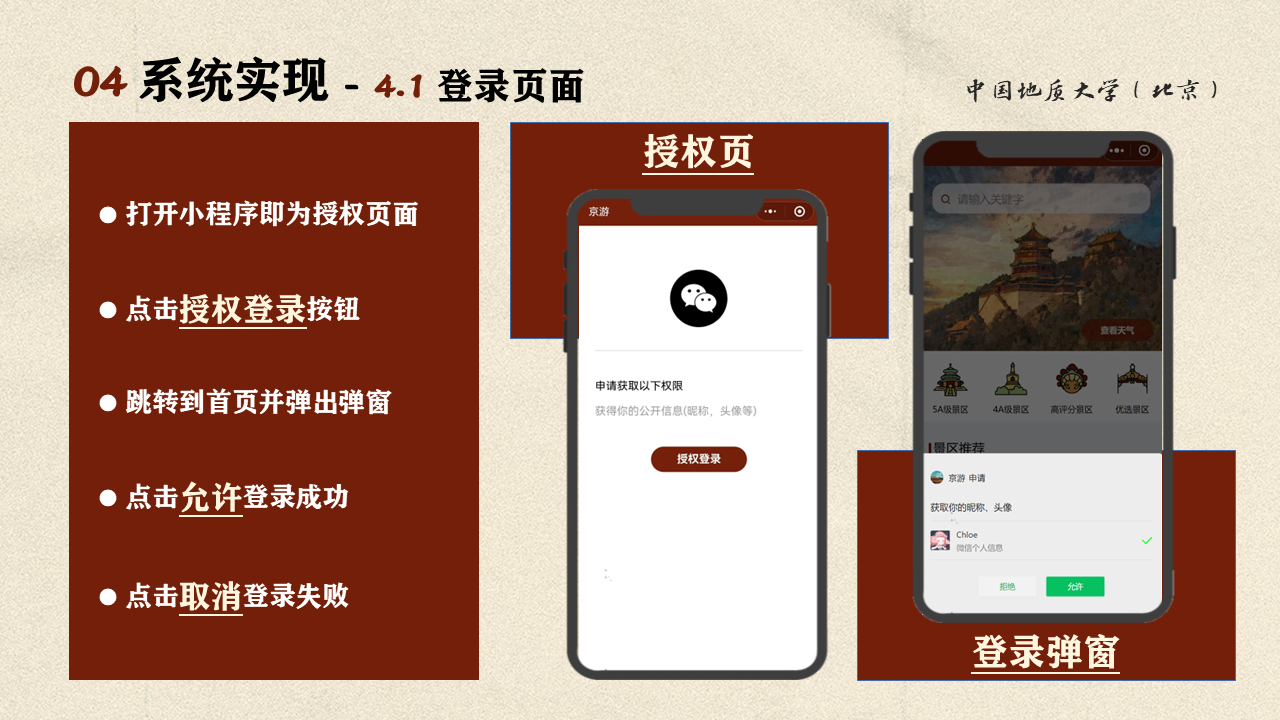 04 系统实现 - 4.1 登录页面
中国地质大学（北京）
● 打开小程序即为授权页面
● 点击授权登录按钮
● 跳转到首页并弹出弹窗
● 点击允许登录成功
● 点击取消登录失败
授权页
京游
申请获取以下权限
获得你的公开信息(昵称，头像等)
授权登录
请输入关键字
查看天气
5A级景区 4A级景区 高评分景区 优选景区
景区推荐
京游 申请
获取你的昵称、头像
Chloe
微信个人信息
拒绝 允许
登录弹窗